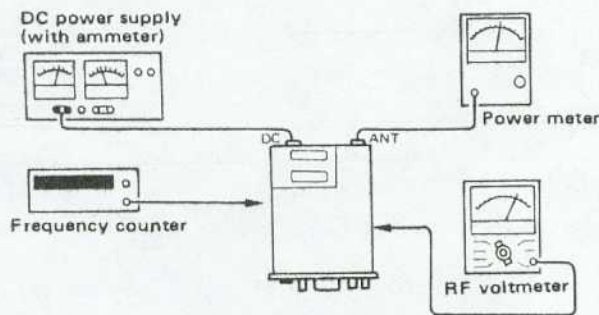 DC power supply
(with ammeter)
Power meter
DC
ANT
Frequency counter
RF voltmeter